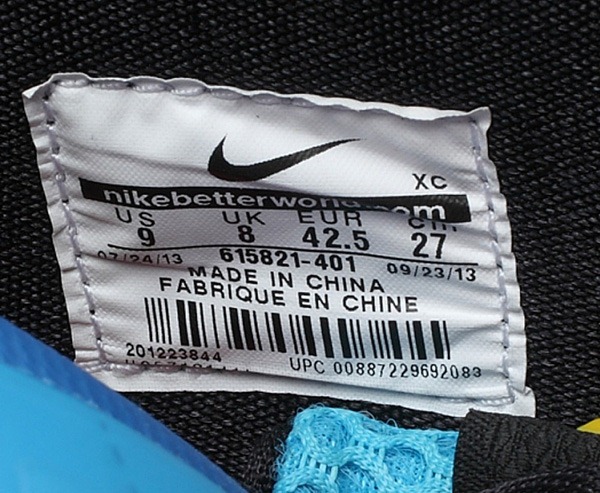 XC
nikebetterworld.com
US UK EUR cm
9 8 42.5 27
07/24/13 615821-401 09/23/13
MADE IN CHINA
FABRIQUE EN CHINE
201223844
UPC 00887229692083